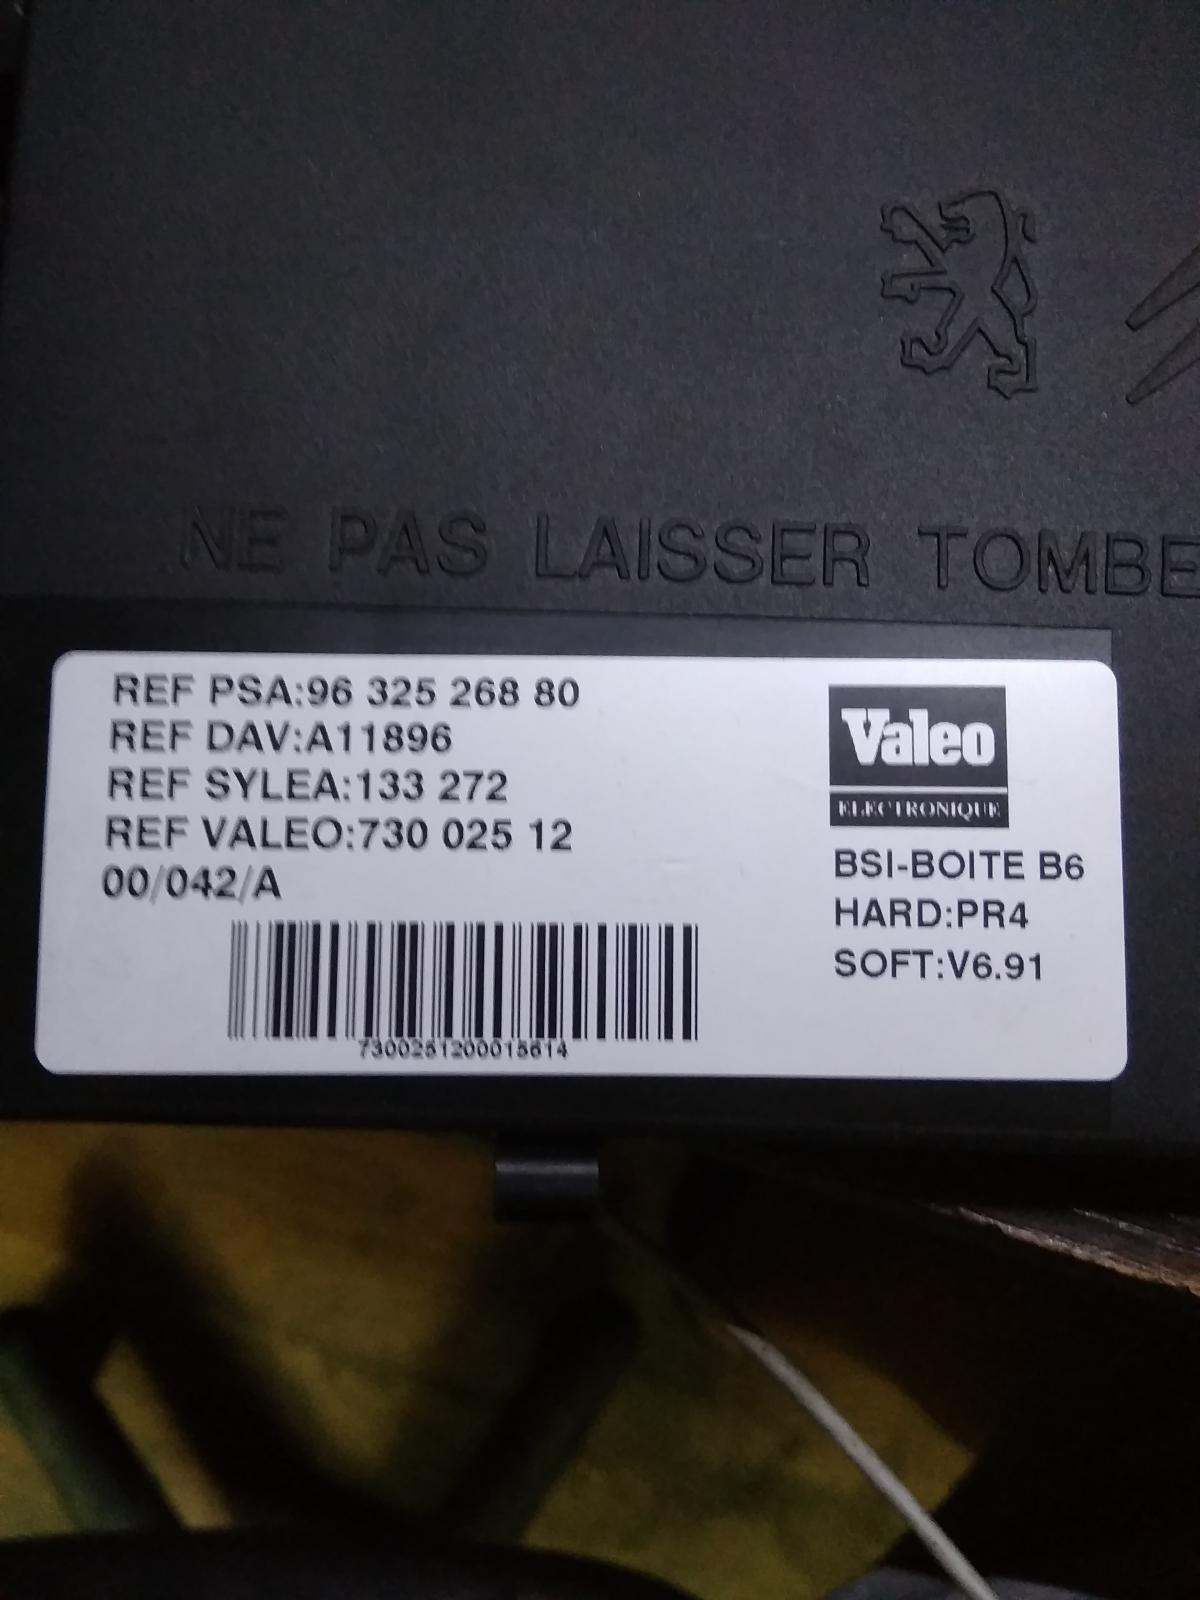 NE PAS LAISSER TOMBE
REF PSA:96 325 268 80
REF DAV:A11896
REF SYLEA:133 272
REF VALEO:730 025 12
00/042/A
7300251200015614
Valeo
ELECTRONIQUE
BSI-BOITE B6
HARD:PR4
SOFT:V6.91